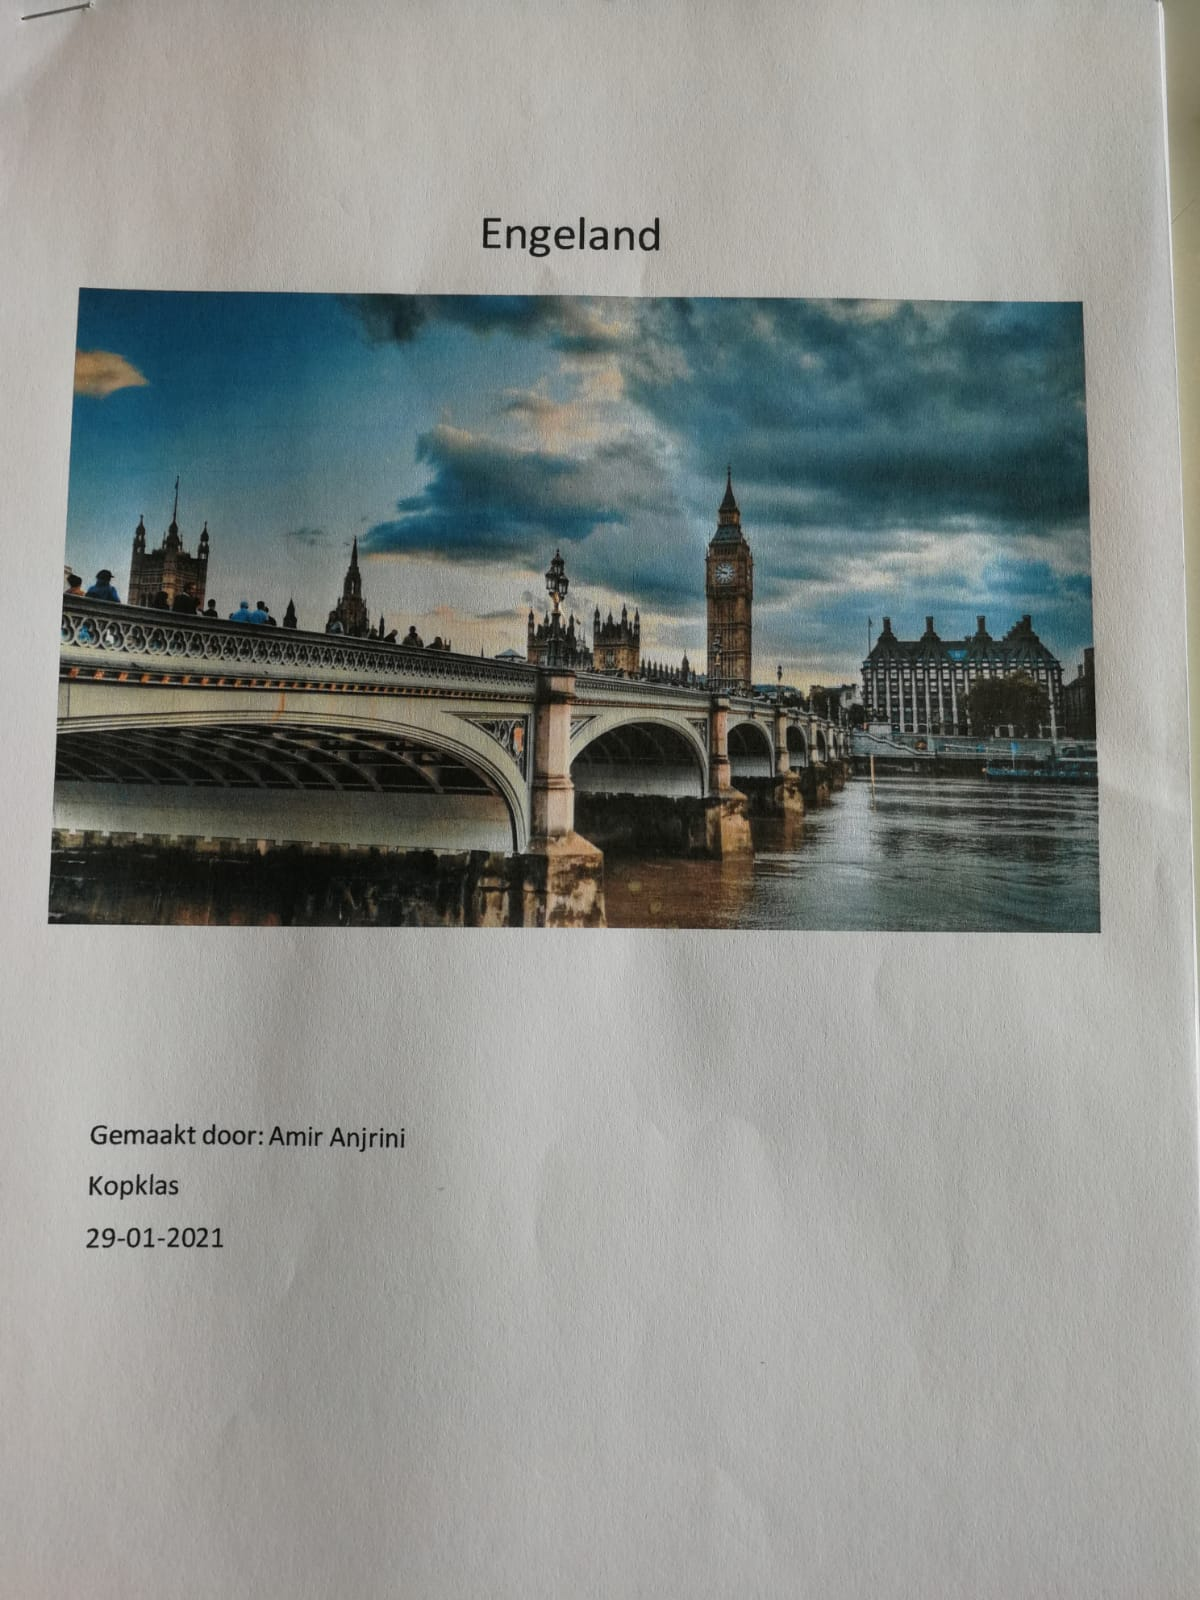 Engeland
Gemaakt door: Amir Anjrini
Kopklas
29-01-2021